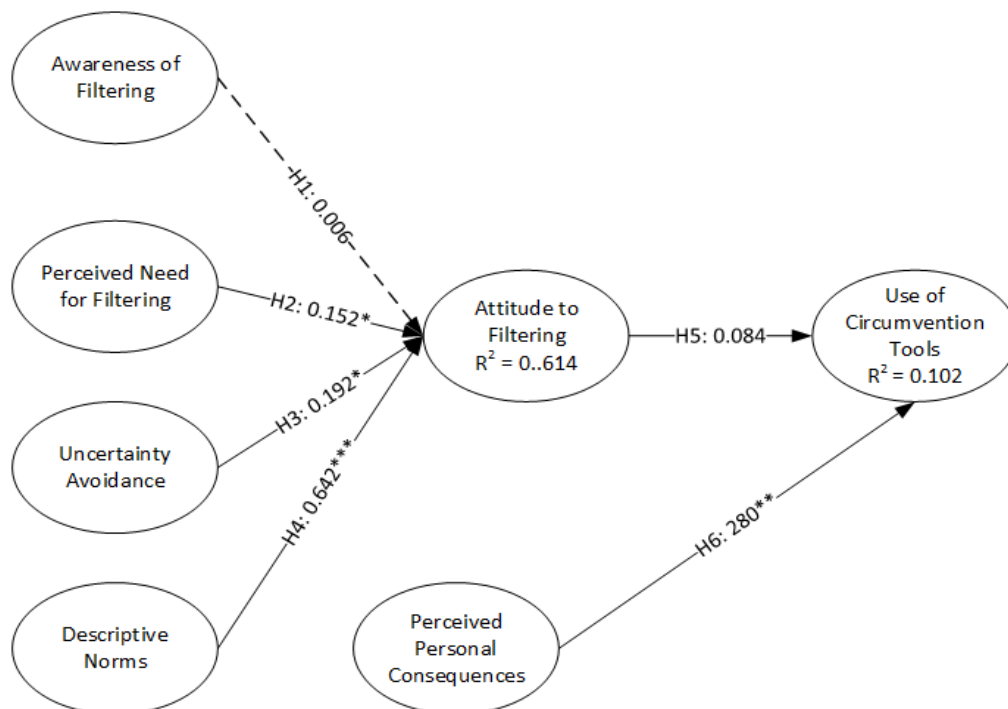 Awareness of
Filtering
H1: 0.006
Perceived Need
for Filtering
H2: 0.152*
Attitude to
Filtering
R² = 0..614
H5: 0.084
Use of
Circumvention
Tools
R² = 0.102
Uncertainty
Avoidance
H3: 0.192*
H4: 0.642***
H6: 280**
Descriptive
Norms
Perceived
Personal
Consequences